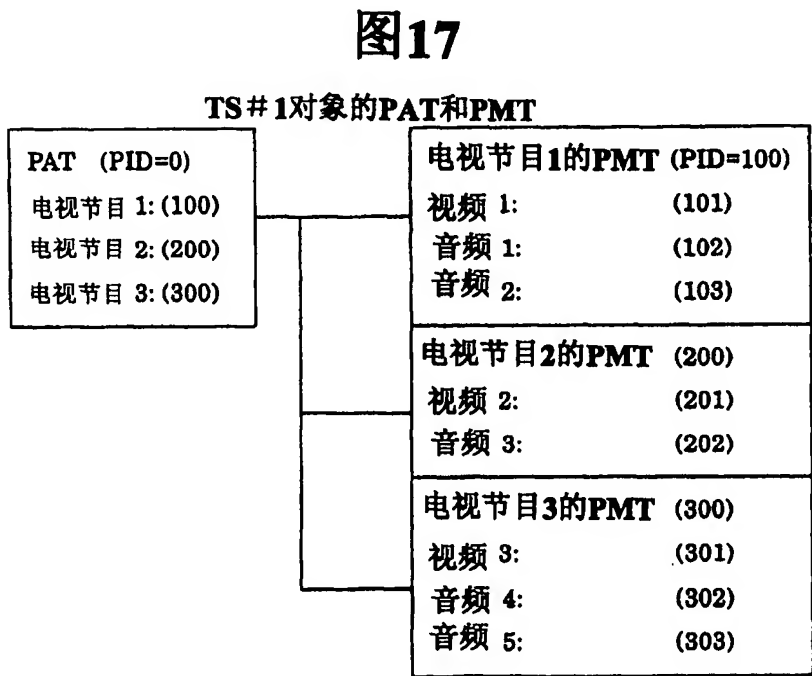 图17
TS#1对象的PAT和PMT
PAT (PID=0)
电视节目 1: (100)
电视节目 2: (200)
电视节目 3: (300)
电视节目1的PMT (PID=100)
视频 1: (101)
音频 1: (102)
音频 2: (103)
电视节目2的PMT (200)
视频 2: (201)
音频 3: (202)
电视节目3的PMT (300)
视频 3: (301)
音频 4: (302)
音频 5: (303)